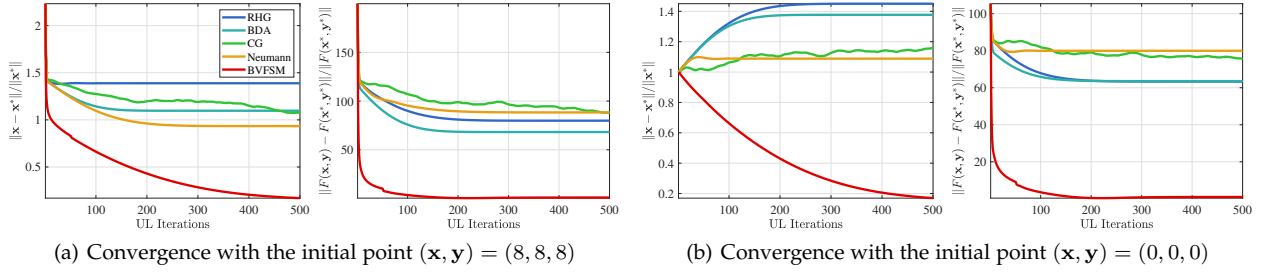 ‖x − x*‖/‖x*‖
2
1.5
1
0.5
100 200 300 400 500
UL Iterations
RHG
BDA
CG
Neumann
BVFSM
‖F(x, y) − F(x*, y*)‖/‖F(x*, y*)‖
150
100
50
100 200 300 400 500
UL Iterations
(a) Convergence with the initial point (x, y) = (8, 8, 8)
‖x − x*‖/‖x*‖
1.4
1.2
1
0.8
0.6
0.4
0.2
100 200 300 400 500
UL Iterations
‖F(x, y) − F(x*, y*)‖/‖F(x*, y*)‖
100
80
60
40
20
100 200 300 400 500
UL Iterations
(b) Convergence with the initial point (x, y) = (0, 0, 0)